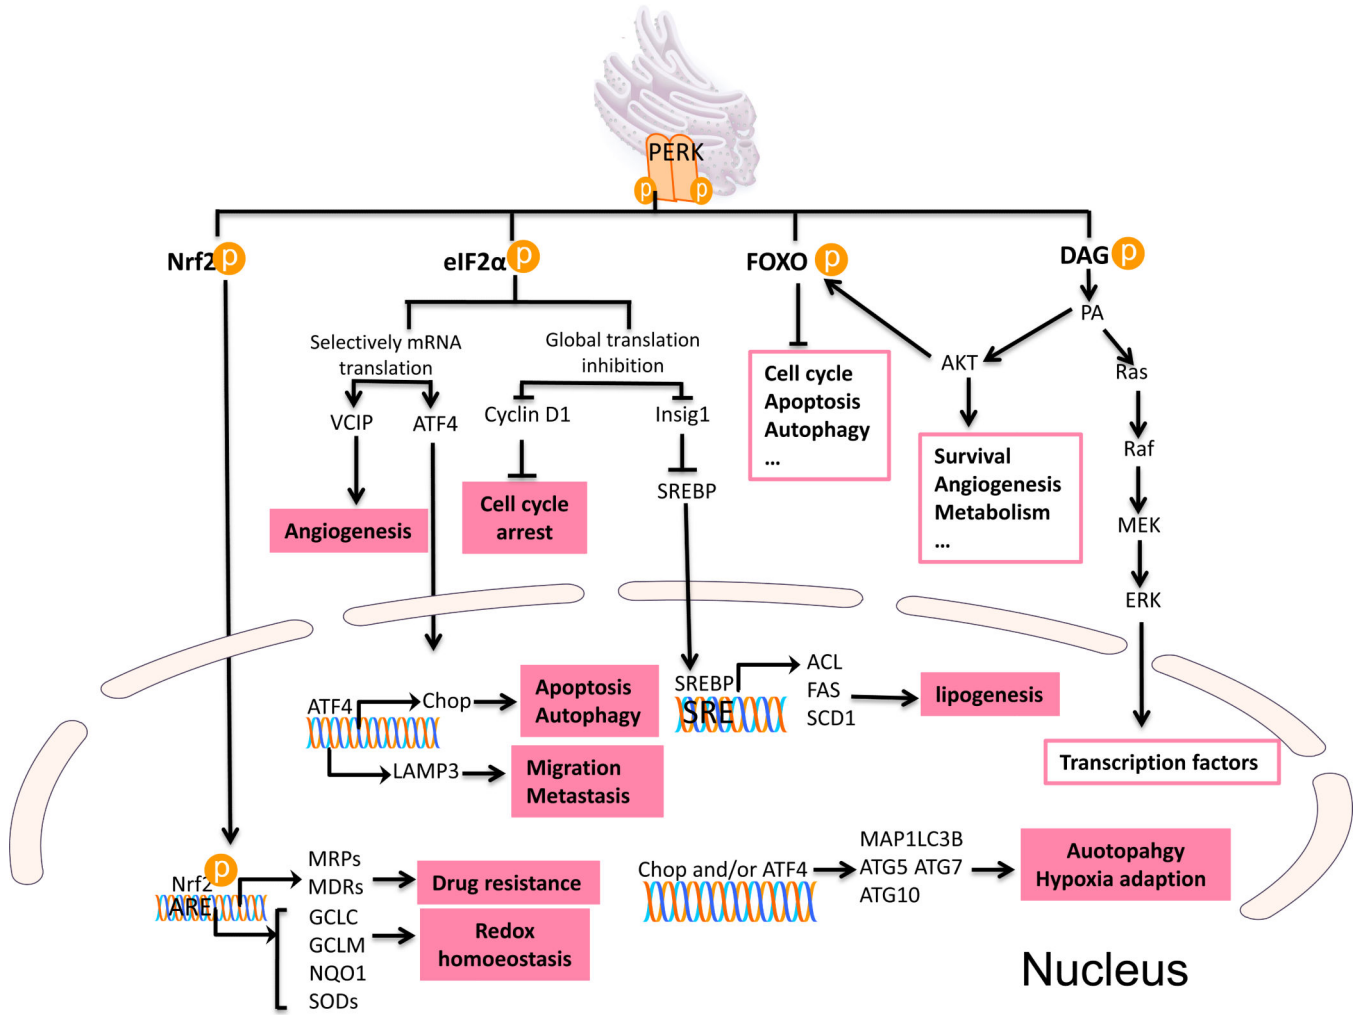 PERK
p
p
Nrf2
p
eIF2α
p
FOXO
p
DAG
p
PA
Selectively mRNA
translation
Global translation
inhibition
VCIP
ATF4
Cyclin D1
Insig1
SREBP
Angiogenesis
Cell cycle
arrest
Cell cycle
Apoptosis
Autophagy
...
AKT
Survival
Angiogenesis
Metabolism
...
Ras
Raf
MEK
ERK
Transcription factors
ATF4
Chop
Apoptosis
Autophagy
LAMP3
Migration
Metastasis
SREBP
SRE
ACL
FAS
SCD1
lipogenesis
p
Nrf2
ARE
MRPs
MDRs
Drug resistance
GCLC
GCLM
NQO1
SODs
Redox
homoeostasis
Chop and/or ATF4
MAP1LC3B
ATG5 ATG7
ATG10
Auotopahgy
Hypoxia adaption
Nucleus